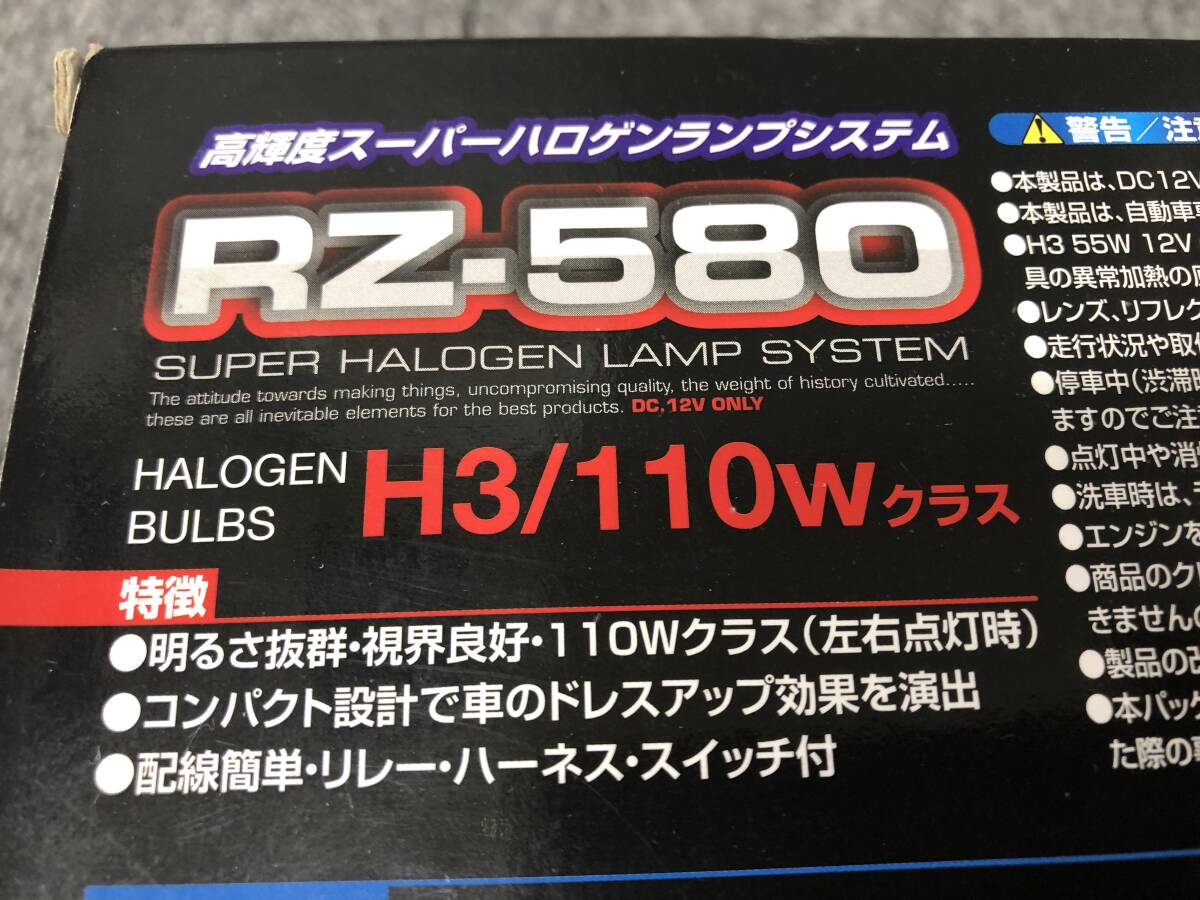 高輝度スーパーハロゲンランプシステム
RZ-580
SUPER HALOGEN LAMP SYSTEM
The attitude towards making things, uncompromising quality, the weight of history cultivated.....
these are all inevitable elements for the best products. DC,12V ONLY
HALOGEN
BULBS
H3/110wクラス
特徴
●明るさ抜群・視界良好・110Wクラス(左右点灯時)
●コンパクト設計で車のドレスアップ効果を演出
●配線簡単・リレー・ハーネス・スイッチ付
警告/注意
●本製品は、DC12V
●本製品は、自動車
●H3 55W 12V
具の異常加熱の
●レンズ、リフレク
●走行状況や取付
●停車中(渋滞時
ますのでご注
●点灯中や消
●洗車時は、
●エンジンを
●商品のク
きませんの
●製品の改
●本パッケ
た際の